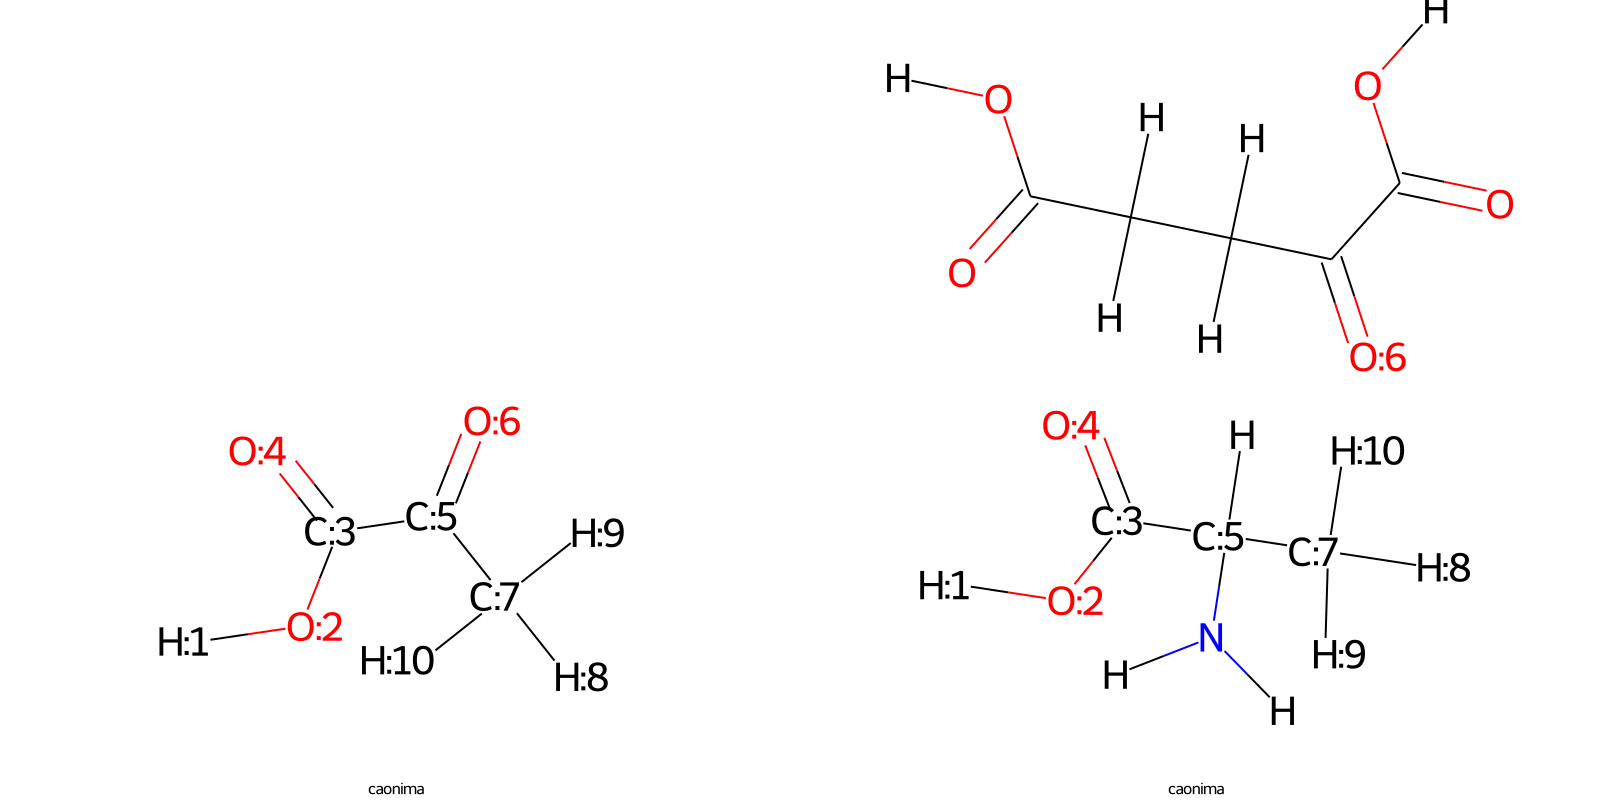 H
H O O
H H
O O
H H O:6
O:4 O:6
C:3 C:5
H:9
C:7
H:1 O:2
H:10 H:8
O:4 H H:10
C:3 C:5 C:7
H:1 O:2 H:8
N H:9
H H
caonima caonima